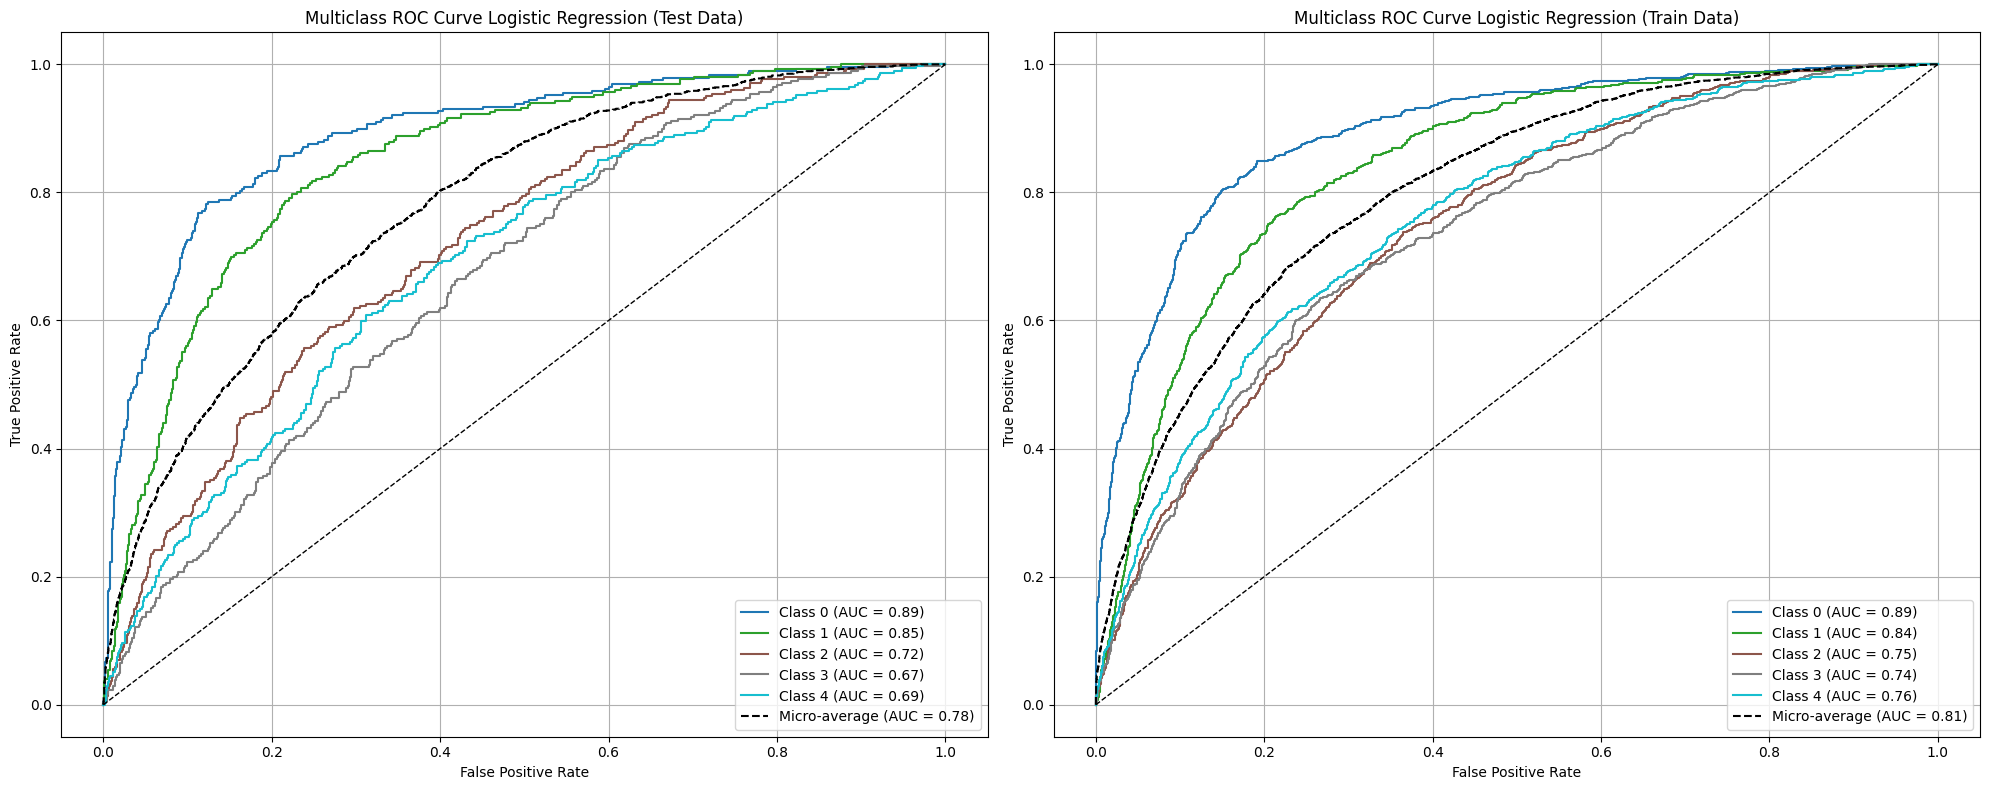 Multiclass ROC Curve Logistic Regression (Test Data)
True Positive Rate
1.0
0.8
0.6
0.4
0.2
0.0
Class 0 (AUC = 0.89)
Class 1 (AUC = 0.85)
Class 2 (AUC = 0.72)
Class 3 (AUC = 0.67)
Class 4 (AUC = 0.69)
Micro-average (AUC = 0.78)
0.0 0.2 0.4 0.6 0.8 1.0
False Positive Rate
Multiclass ROC Curve Logistic Regression (Train Data)
True Positive Rate
1.0
0.8
0.6
0.4
0.2
0.0
Class 0 (AUC = 0.89)
Class 1 (AUC = 0.84)
Class 2 (AUC = 0.75)
Class 3 (AUC = 0.74)
Class 4 (AUC = 0.76)
Micro-average (AUC = 0.81)
0.0 0.2 0.4 0.6 0.8 1.0
False Positive Rate